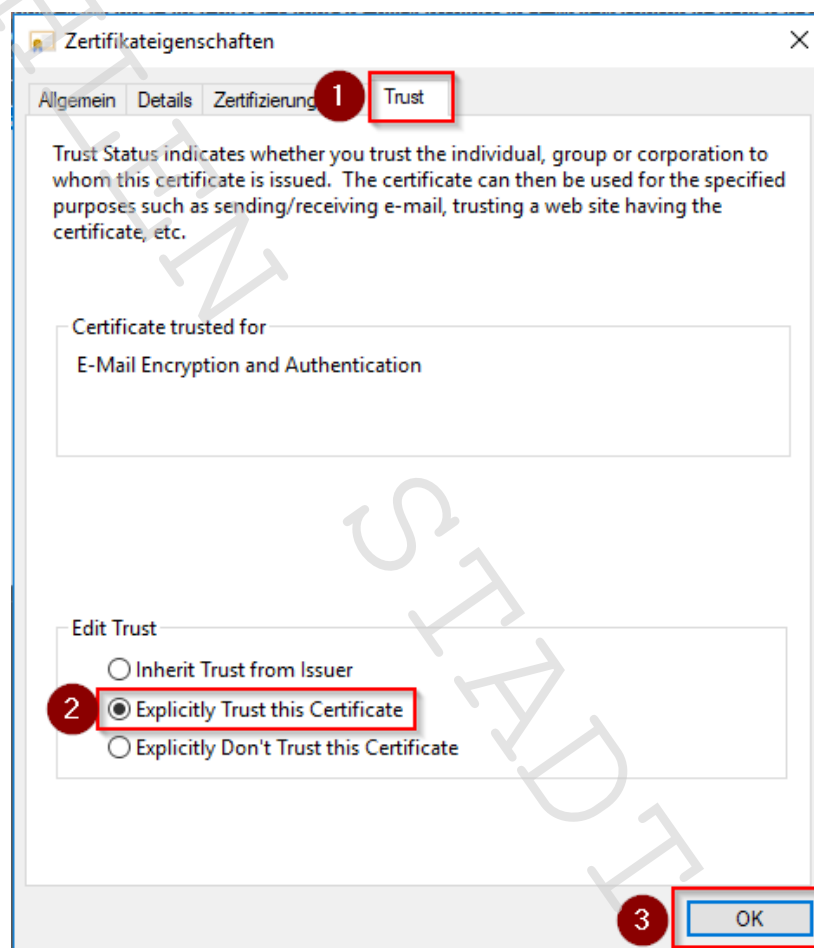 Zertifikateigenschaften
Allgemein Details Zertifizierung 1 Trust
Trust Status indicates whether you trust the individual, group or corporation to
whom this certificate is issued. The certificate can then be used for the specified
purposes such as sending/receiving e-mail, trusting a web site having the
certificate, etc.
Certificate trusted for
E-Mail Encryption and Authentication
Edit Trust
Inherit Trust from Issuer
2 Explicitly Trust this Certificate
Explicitly Don't Trust this Certificate
3 OK
STADT